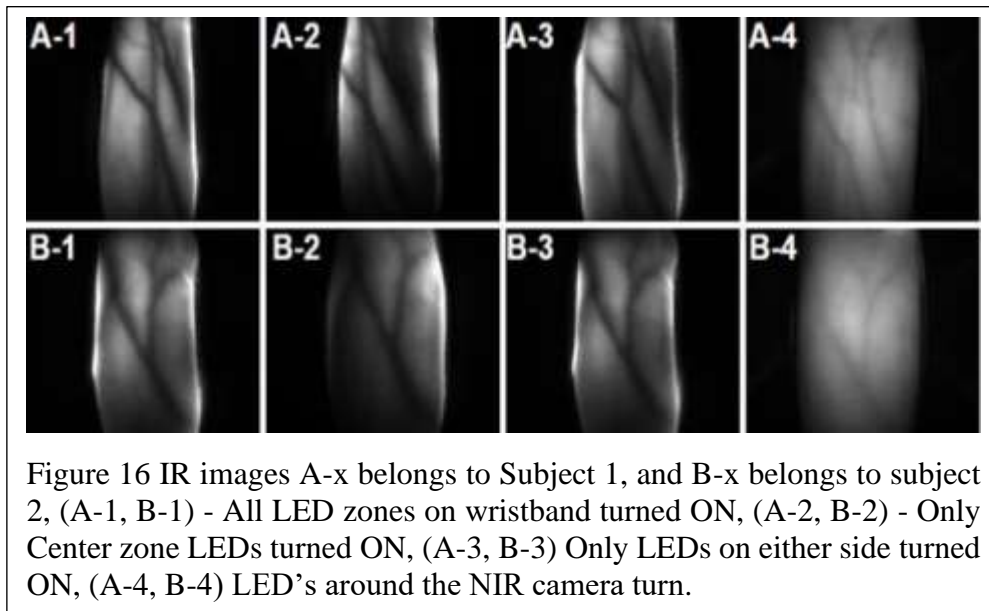 A-1 A-2 A-3 A-4
B-1 B-2 B-3 B-4
Figure 16 IR images A-x belongs to Subject 1, and B-x belongs to subject
2, (A-1, B-1) - All LED zones on wristband turned ON, (A-2, B-2) - Only
Center zone LEDs turned ON, (A-3, B-3) Only LEDs on either side turned
ON, (A-4, B-4) LED’s around the NIR camera turn.